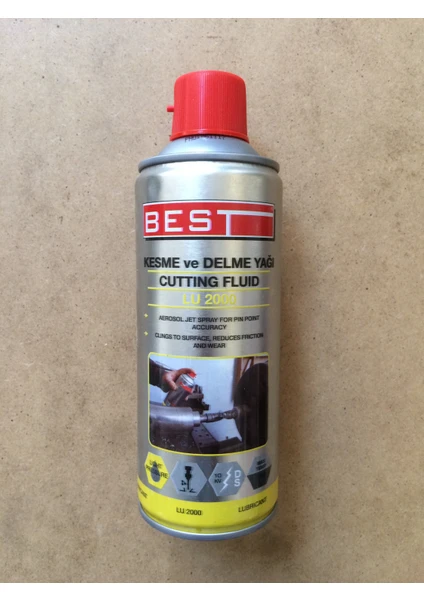 BEST
KESME ve DELME YAĞI
CUTTING FLUID
LU 2000
AEROSOL JET SPRAY FOR PIN POINT
ACCURACY
CLINGS TO SURFACE, REDUCES FRICTION
AND WEAR
LU 2000
LUBRICANT